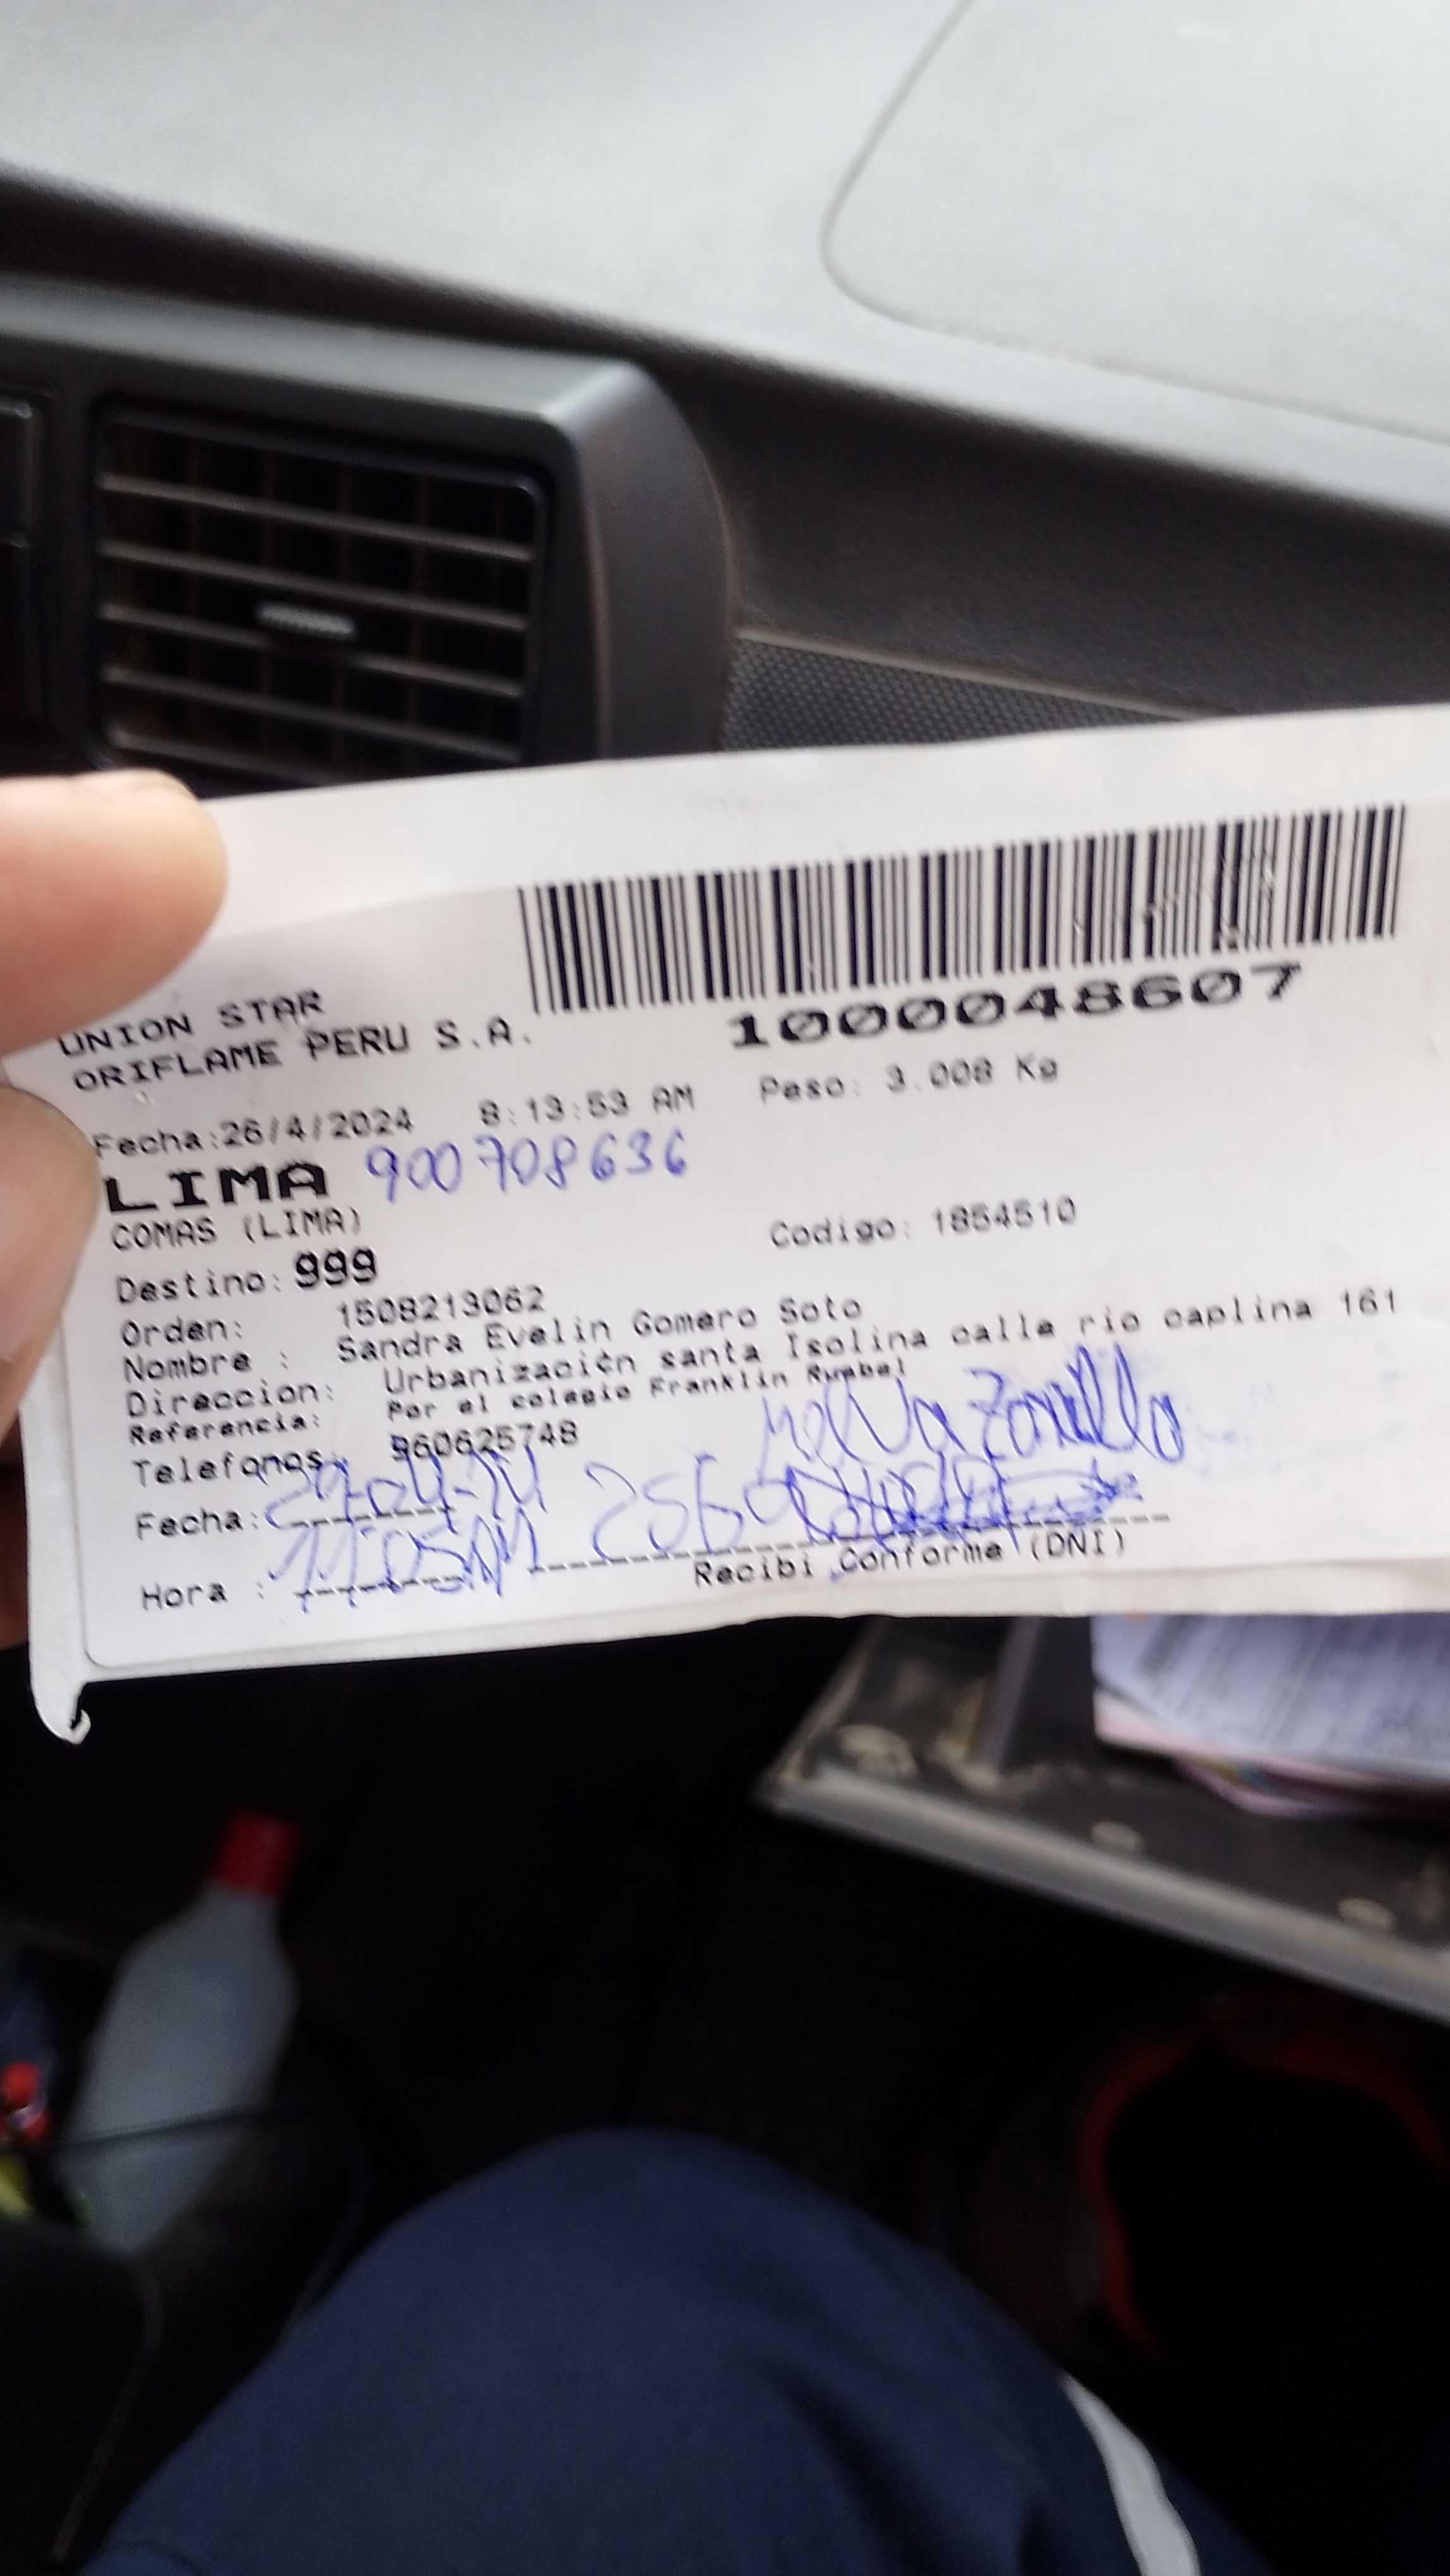 1000048607
UNION STAR
ORIFLAME PERU S.A.
Fecha:26/4/2024 8:13:53 AM Peso: 3.008 Kg
LIMA 900708636
COMAS (LIMA)
Codigo: 1854510
Destino: 999
Orden: 1508213062
Nombre : Sandra Evelin Gomero Soto
Direccion: Urbanización santa Isolina calle rio caplina 161
Referencia: Por el colegio Franklin
Telefonos: 960625748
Fecha:
Hora :
Recibi Conforme (DNI)